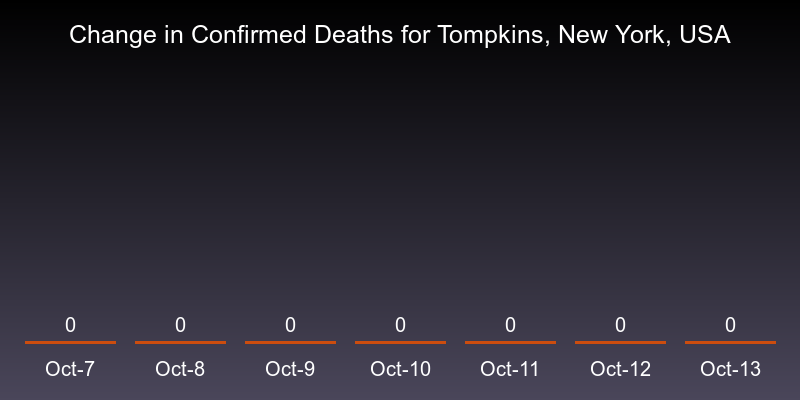 Change in Confirmed Deaths for Tompkins, New York, USA
0 0 0 0 0 0 0
Oct-7 Oct-8 Oct-9 Oct-10 Oct-11 Oct-12 Oct-13